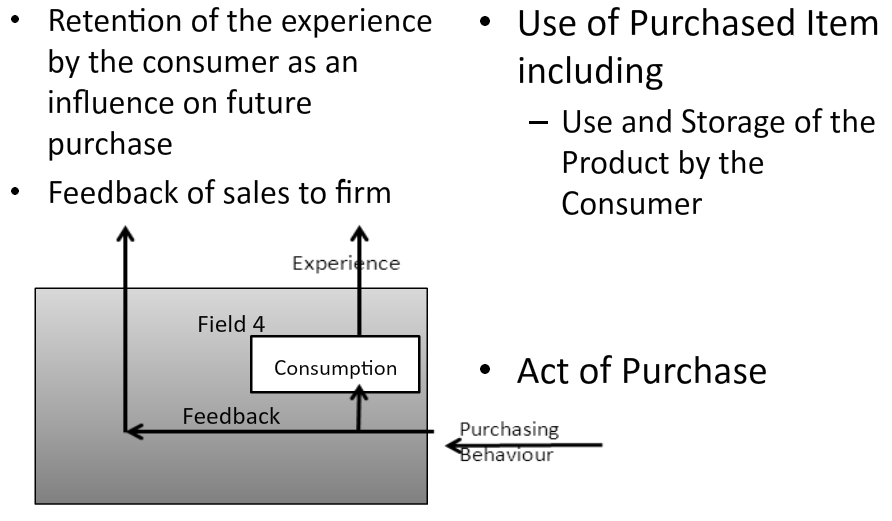 • Retention of the experience
by the consumer as an
influence on future
purchase
• Feedback of sales to firm
Experience
Field 4
Consumption
Feedback
• Use of Purchased Item
including
– Use and Storage of the
Product by the
Consumer
• Act of Purchase
Purchasing
Behaviour